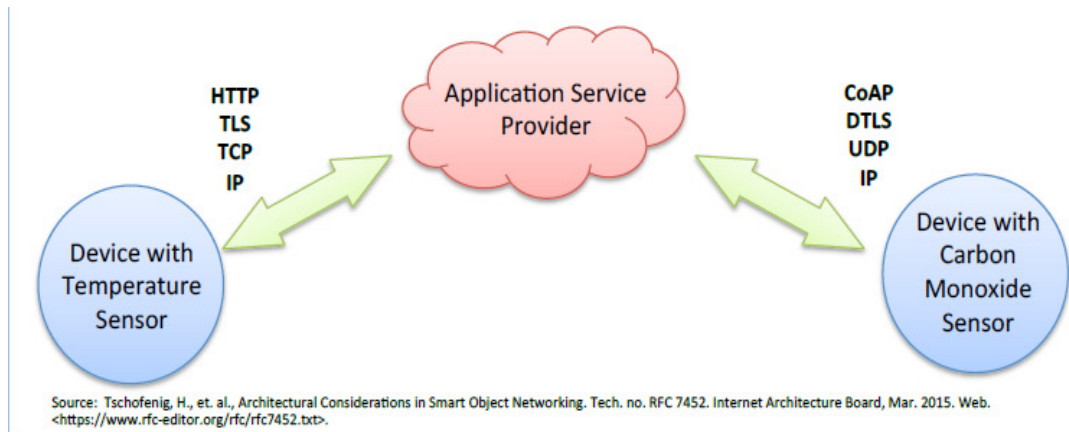 HTTP
TLS
TCP
IP
Application Service
Provider
CoAP
DTLS
UDP
IP
Device with
Temperature
Sensor
Device with
Carbon
Monoxide
Sensor
Source: Tschofenig, H., et. al., Architectural Considerations in Smart Object Networking. Tech. no. RFC 7452. Internet Architecture Board, Mar. 2015. Web.
<https://www.rfc-editor.org/rfc/rfc7452.txt>.